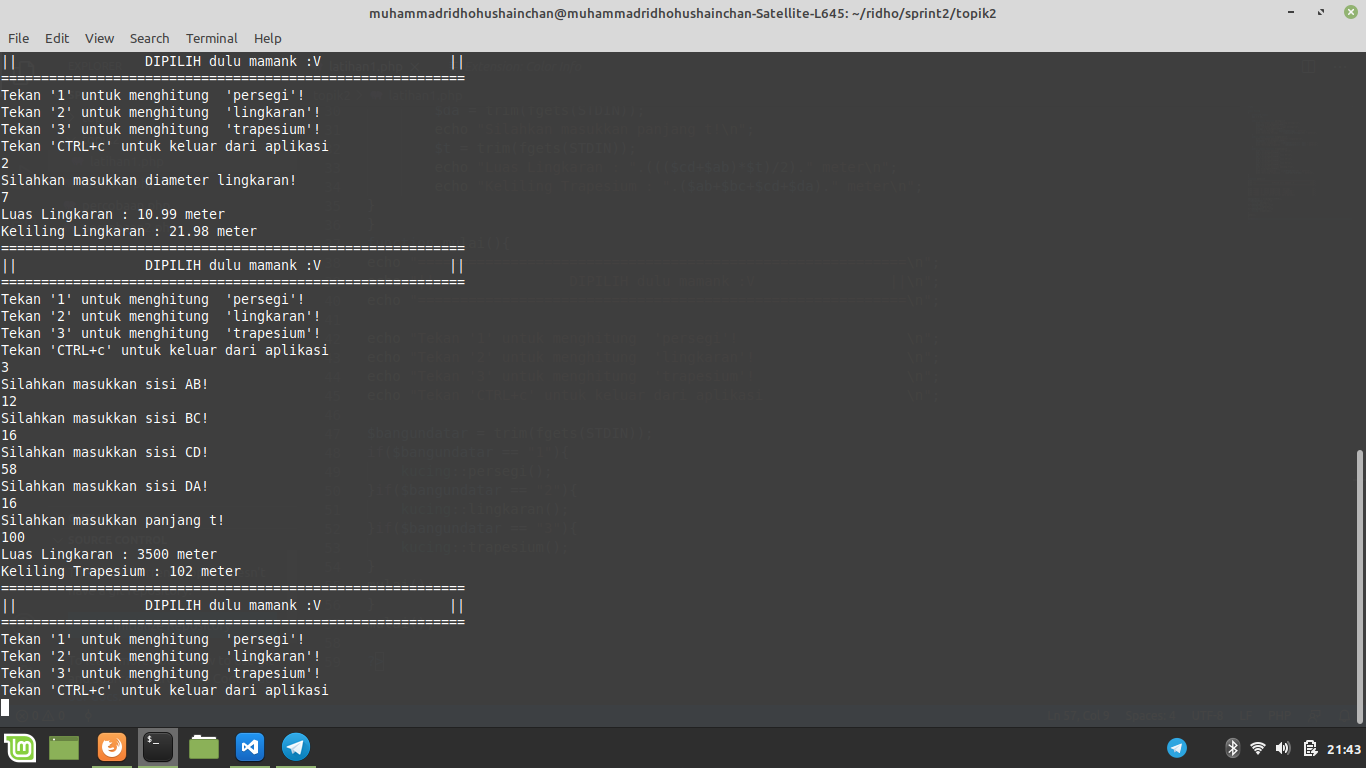 muhammadridhohushainchan@muhammadridhohushainchan-Satellite-L645: ~/ridho/sprint2/topik2
File Edit View Search Terminal Help
|| DIPILIH dulu mamank :V ||
==========================================================
Tekan '1' untuk menghitung  'persegi'!
Tekan '2' untuk menghitung  'lingkaran'!
Tekan '3' untuk menghitung  'trapesium'!
Tekan 'CTRL+c' untuk keluar dari aplikasi
2
Silahkan masukkan diameter lingkaran!
7
Luas Lingkaran : 10.99 meter
Keliling Lingkaran : 21.98 meter
==========================================================
|| DIPILIH dulu mamank :V ||
==========================================================
Tekan '1' untuk menghitung  'persegi'!
Tekan '2' untuk menghitung  'lingkaran'!
Tekan '3' untuk menghitung  'trapesium'!
Tekan 'CTRL+c' untuk keluar dari aplikasi
3
Silahkan masukkan sisi AB!
12
Silahkan masukkan sisi BC!
16
Silahkan masukkan sisi CD!
58
Silahkan masukkan sisi DA!
16
Silahkan masukkan panjang t!
100
Luas Lingkaran : 3500 meter
Keliling Trapesium : 102 meter
==========================================================
|| DIPILIH dulu mamank :V ||
==========================================================
Tekan '1' untuk menghitung  'persegi'!
Tekan '2' untuk menghitung  'lingkaran'!
Tekan '3' untuk menghitung  'trapesium'!
Tekan 'CTRL+c' untuk keluar dari aplikasi
21:43